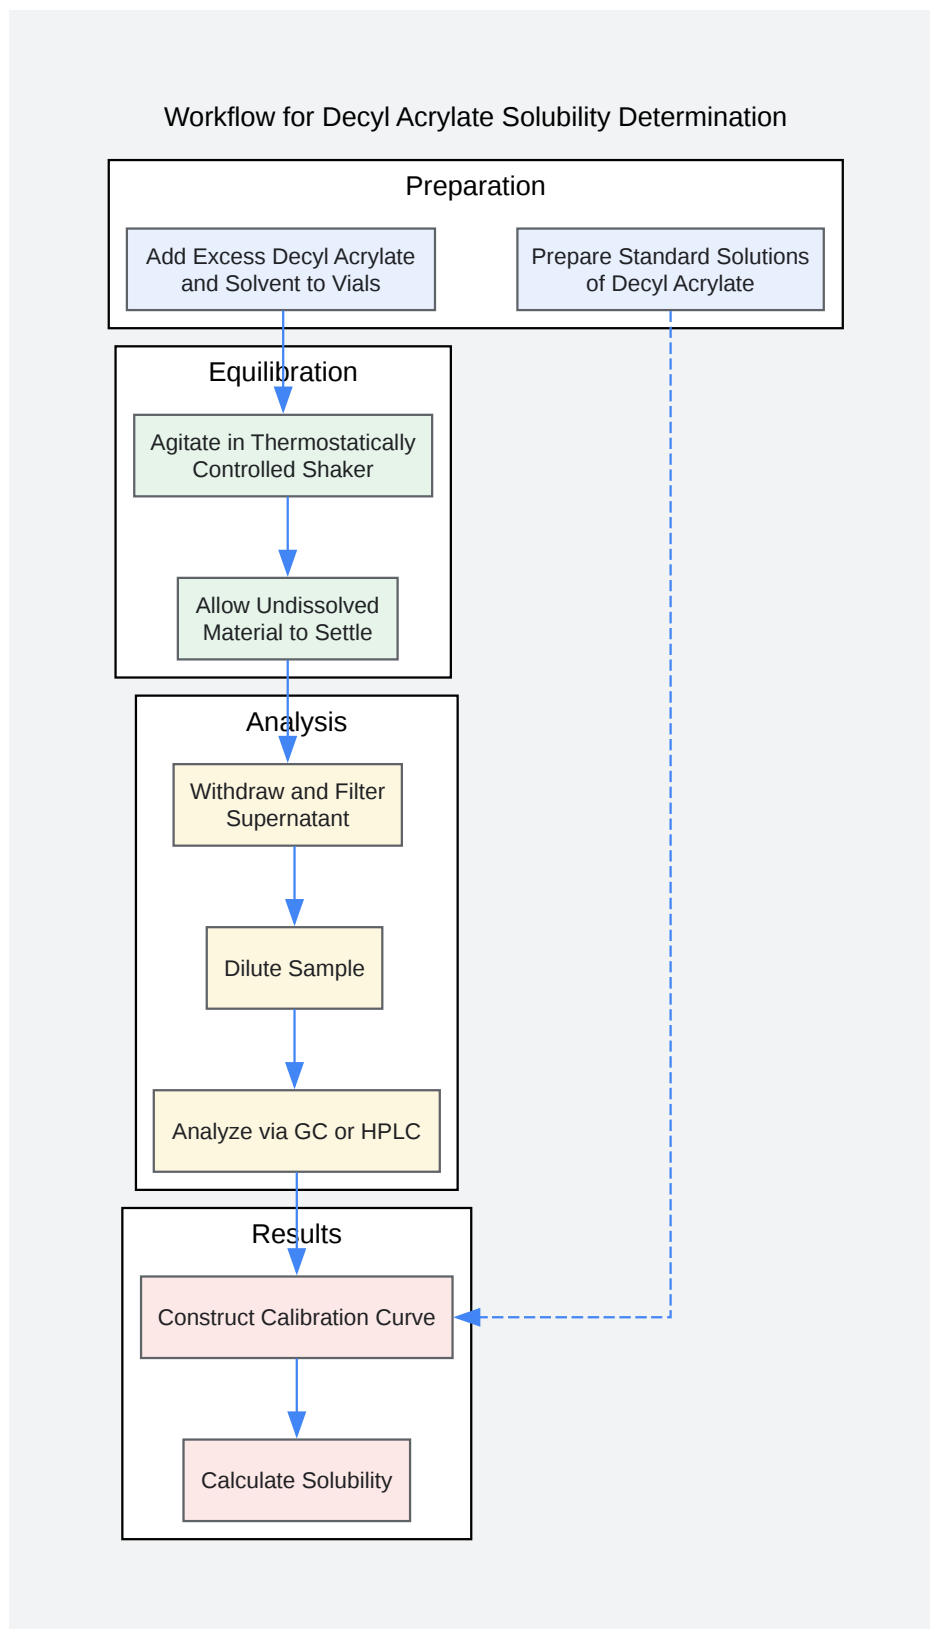 Workflow for Decyl Acrylate Solubility Determination
Preparation
Add Excess Decyl Acrylate
and Solvent to Vials
Prepare Standard Solutions
of Decyl Acrylate
Equilibration
Agitate in Thermostatically
Controlled Shaker
Allow Undissolved
Material to Settle
Analysis
Withdraw and Filter
Supernatant
Dilute Sample
Analyze via GC or HPLC
Results
Construct Calibration Curve
Calculate Solubility